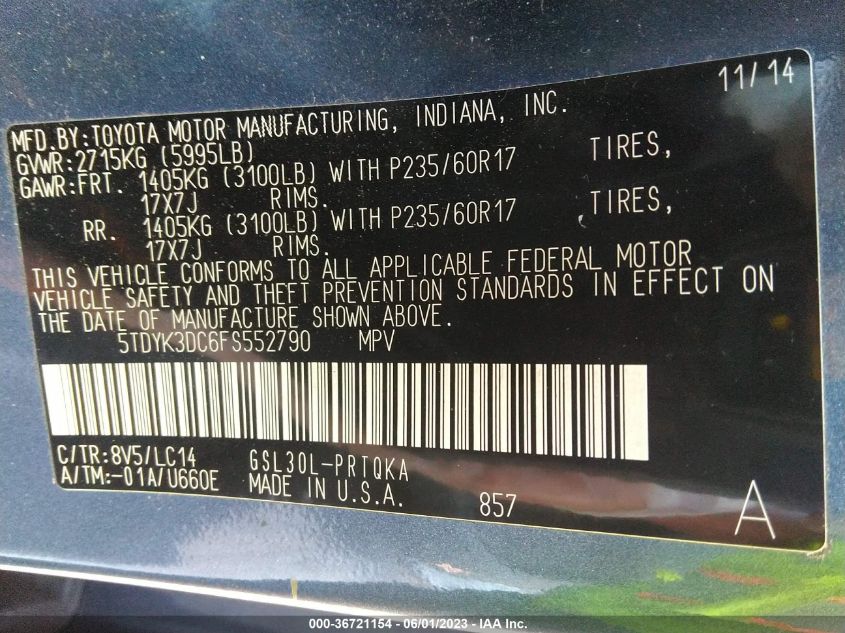 11/14
MFD.BY:TOYOTA MOTOR MANUFACTURING, INDIANA, INC.
GVWR:2715KG (5995LB)
GAWR:FRT. 1405KG (3100LB) WITH P235/60R17 TIRES,
17X7J RIMS.
RR. 1405KG (3100LB) WITH P235/60R17 TIRES,
17X7J RIMS.
THIS VEHICLE CONFORMS TO ALL APPLICABLE FEDERAL MOTOR
VEHICLE SAFETY AND THEFT PREVENTION STANDARDS IN EFFECT ON
THE DATE OF MANUFACTURE SHOWN ABOVE.
5TDYK3DC6FS552790 MPV
C/TR:8V5/LC14 GSL30L-PRTQKA
A/TM:-01A/U660E MADE IN U.S.A. 857 A
000-36721154 - 06/01/2023 - IAA Inc.